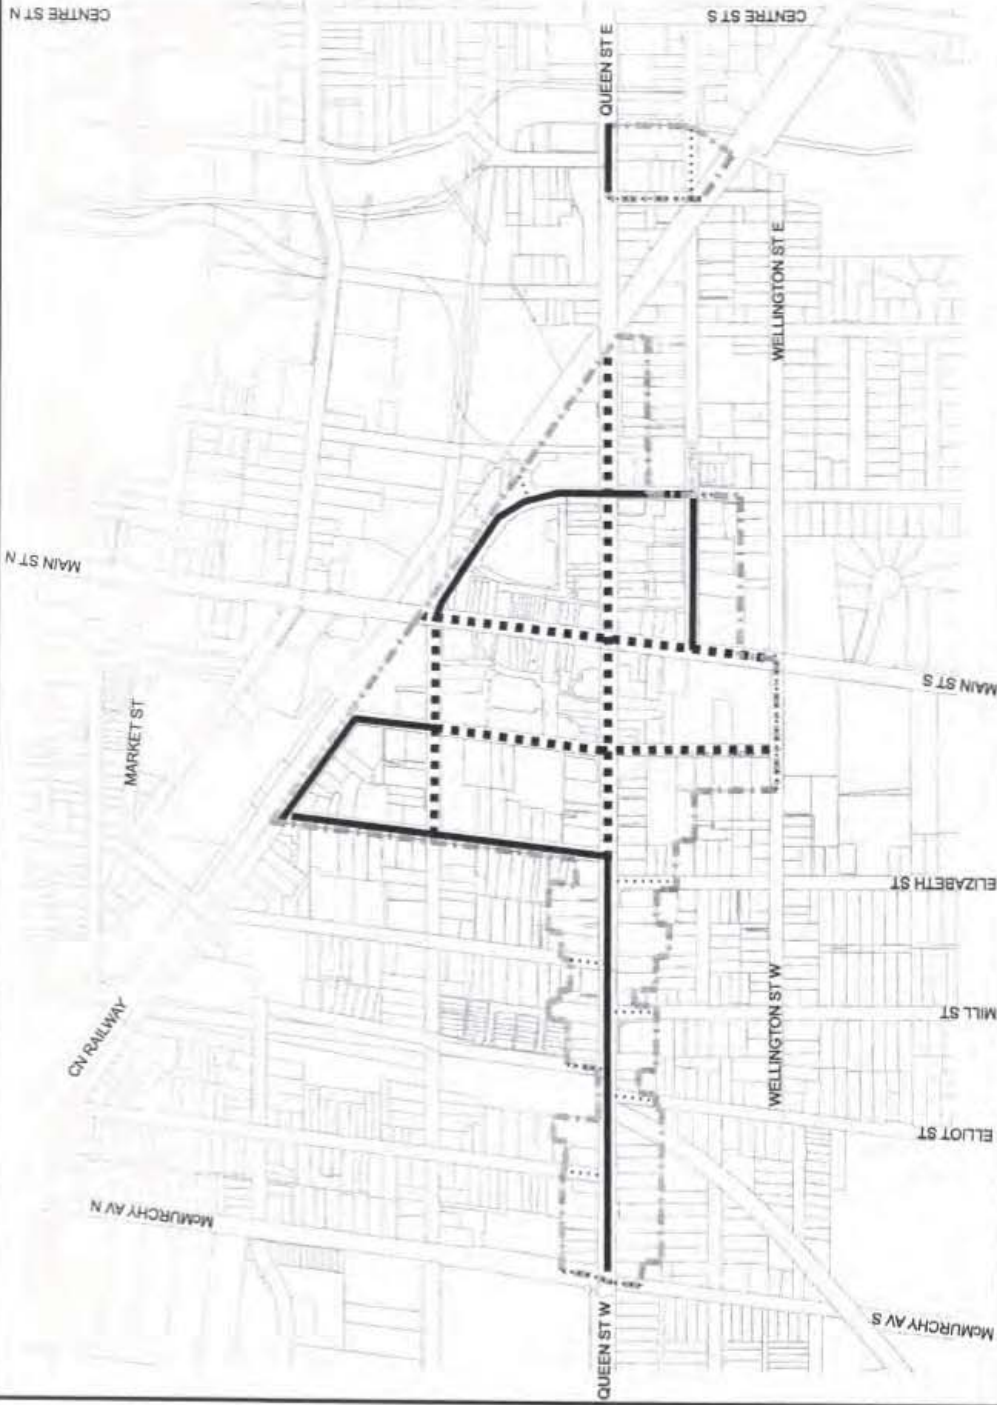 CENTRE ST N
CENTRE ST S
QUEEN ST E
WELLINGTON ST E
MAIN ST N
MAIN ST S
MARKET ST
ELIZABETH ST
CN RAILWAY
WELLINGTON ST W
MILL ST
ELLIOT ST
McMURCHY AV N
McMURCHY AV S
QUEEN ST W